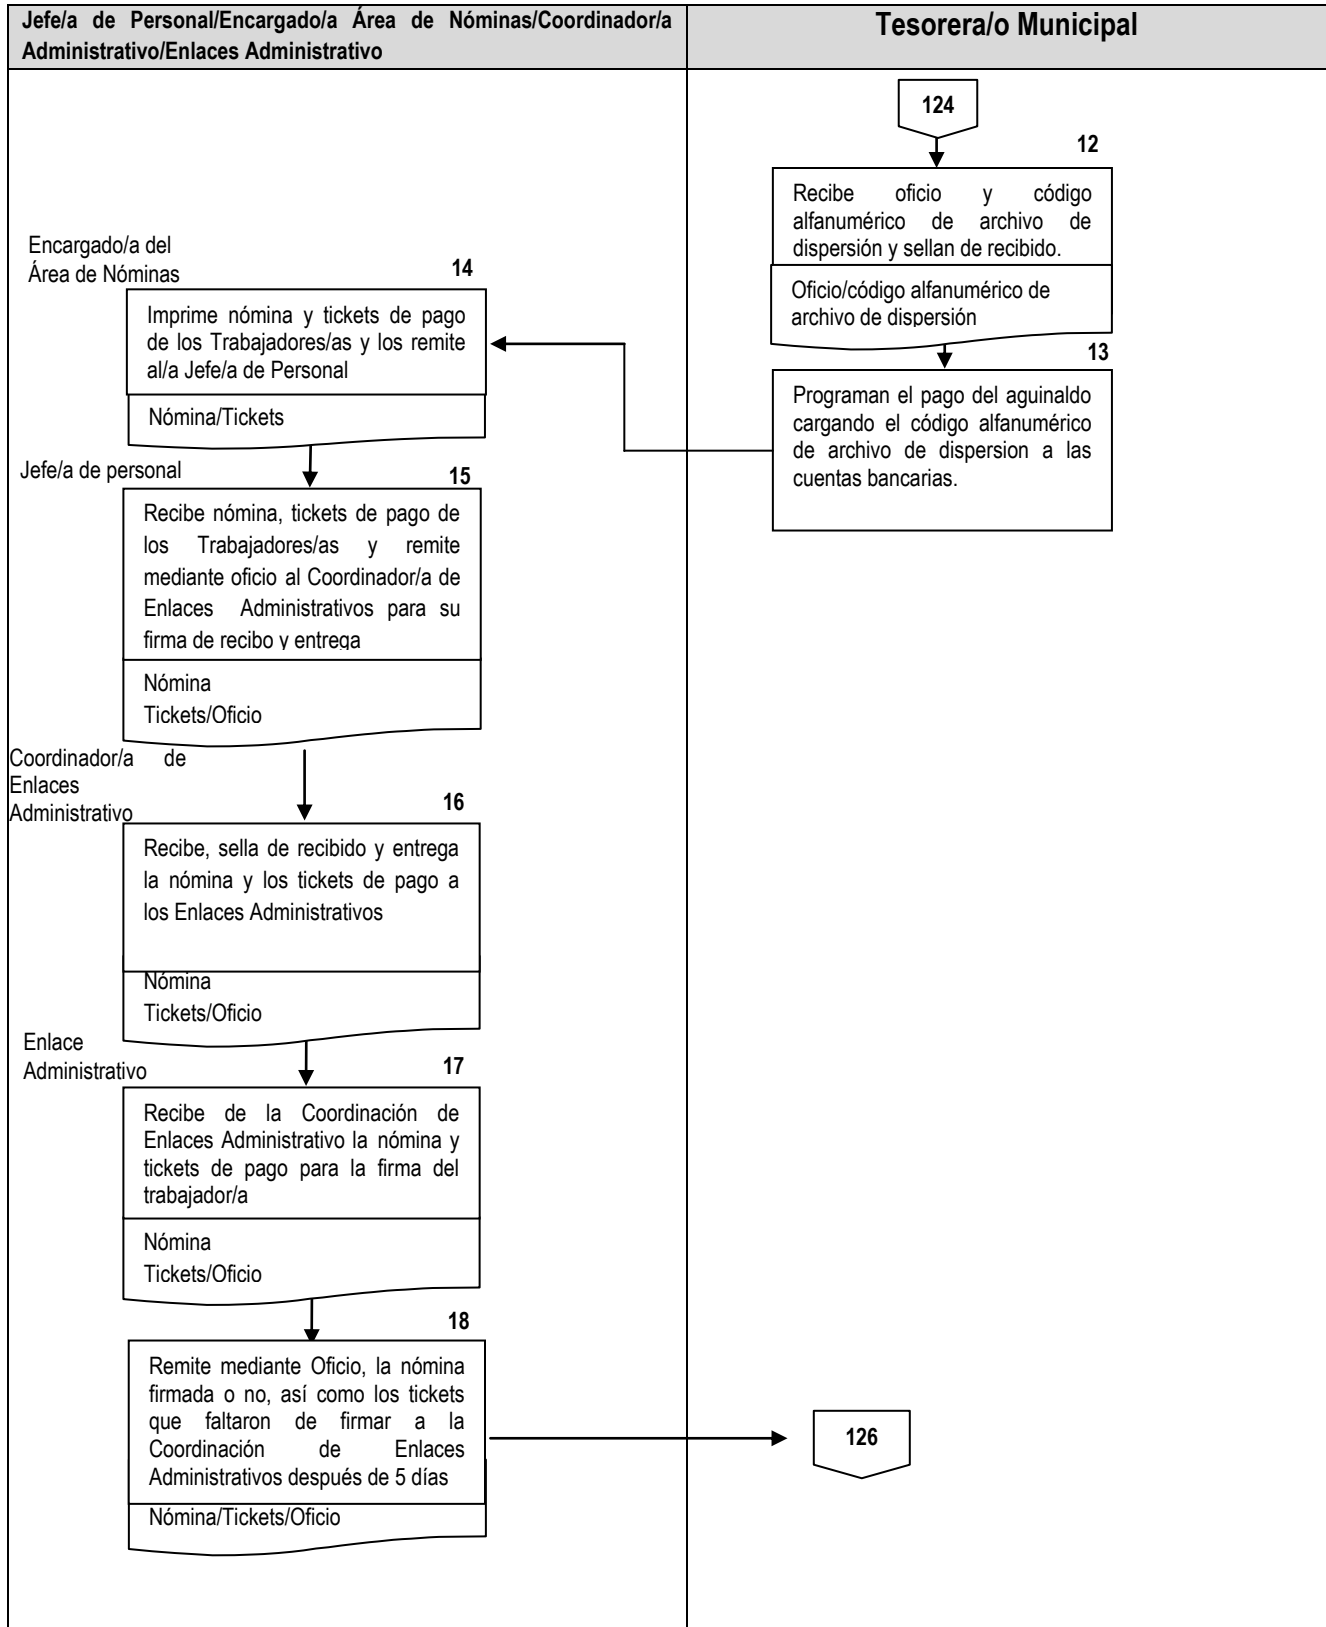 Jefe/a de Personal/Encargado/a Área de Nóminas/Coordinador/a
Administrativo/Enlaces Administrativo
Tesorera/o Municipal
124
12
Recibe oficio y código
alfanumérico de archivo de
dispersión y sellan de recibido.
Oficio/código alfanumérico de
archivo de dispersión
13
Programan el pago del aguinaldo
cargando el código alfanumérico
de archivo de dispersion a las
cuentas bancarias.
Encargado/a del
Área de Nóminas
14
Imprime nómina y tickets de pago
de los Trabajadores/as y los remite
al/a Jefe/a de Personal
Nómina/Tickets
Jefe/a de personal
15
Recibe nómina, tickets de pago de
los Trabajadores/as y remite
mediante oficio al Coordinador/a de
Enlaces Administrativos para su
firma de recibo y entrega
Nómina
Tickets/Oficio
Coordinador/a de
Enlaces
Administrativo
16
Recibe, sella de recibido y entrega
la nómina y los tickets de pago a
los Enlaces Administrativos
Nómina
Tickets/Oficio
Enlace
Administrativo
17
Recibe de la Coordinación de
Enlaces Administrativo la nómina y
tickets de pago para la firma del
trabajador/a
Nómina
Tickets/Oficio
18
Remite mediante Oficio, la nómina
firmada o no, así como los tickets
que faltaron de firmar a la
Coordinación de Enlaces
Administrativos después de 5 días
Nómina/Tickets/Oficio
126